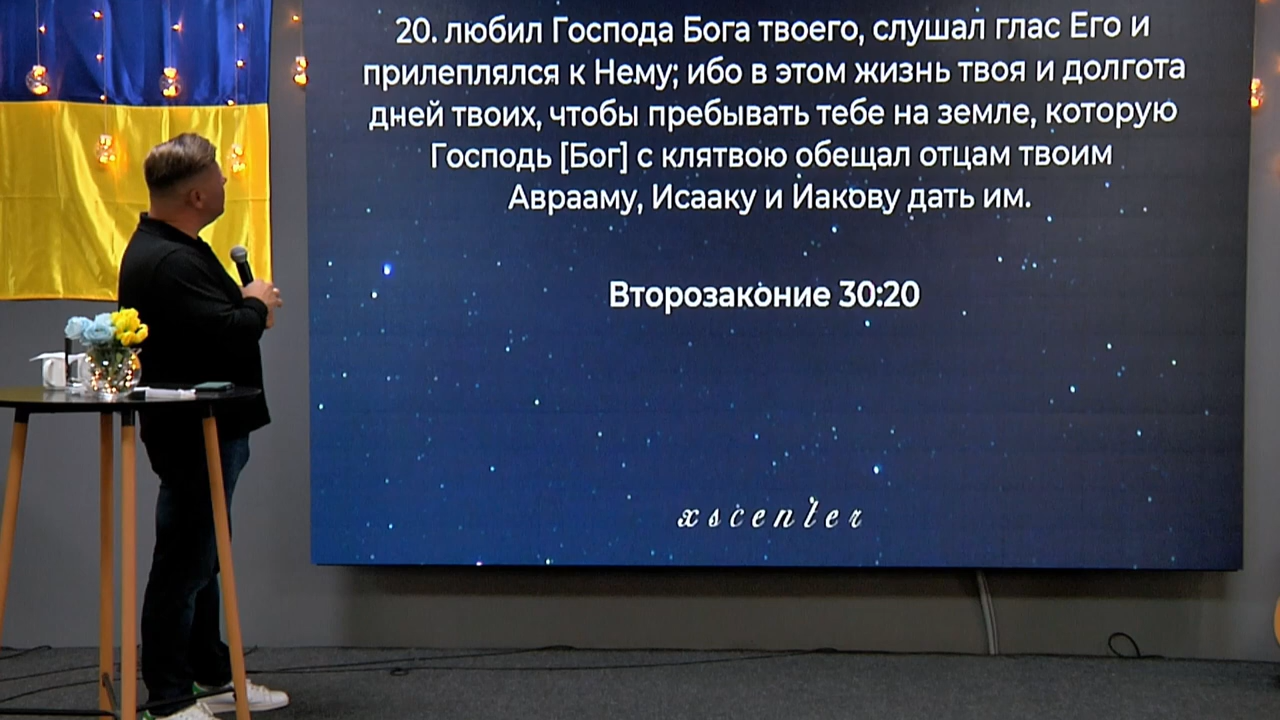 20. любил Господа Бога твоего, слушал глас Его и
прилеплялся к Нему; ибо в этом жизнь твоя и долгота
дней твоих, чтобы пребывать тебе на земле, которую
Господь [Бог] с клятвою обещал отцам твоим
Аврааму, Исааку и Иакову дать им.
Второзаконие 30:20
xscenter